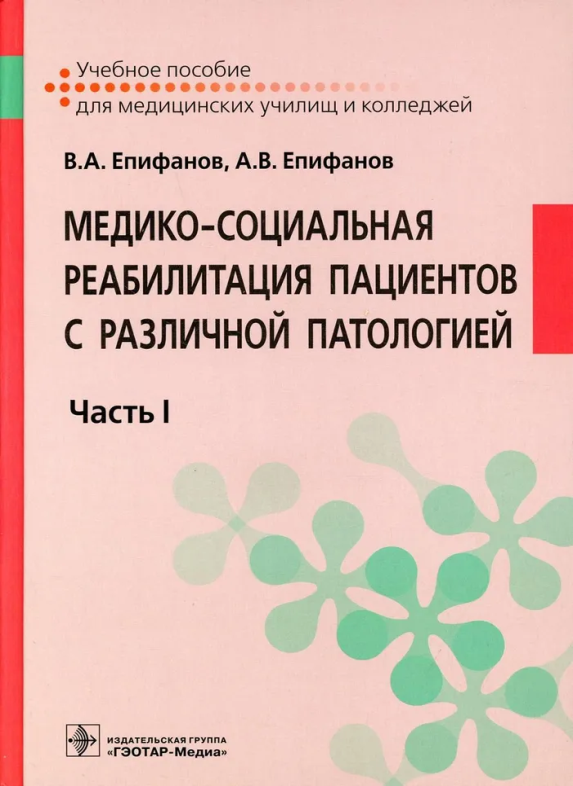 Учебное пособие
для медицинских училищ и колледжей
В.А. Епифанов, А.В. Епифанов
МЕДИКО-СОЦИАЛЬНАЯ
РЕАБИЛИТАЦИЯ ПАЦИЕНТОВ
С РАЗЛИЧНОЙ ПАТОЛОГИЕЙ
Часть I
ИЗДАТЕЛЬСКАЯ ГРУППА
«ГЭОТАР-Медиа»